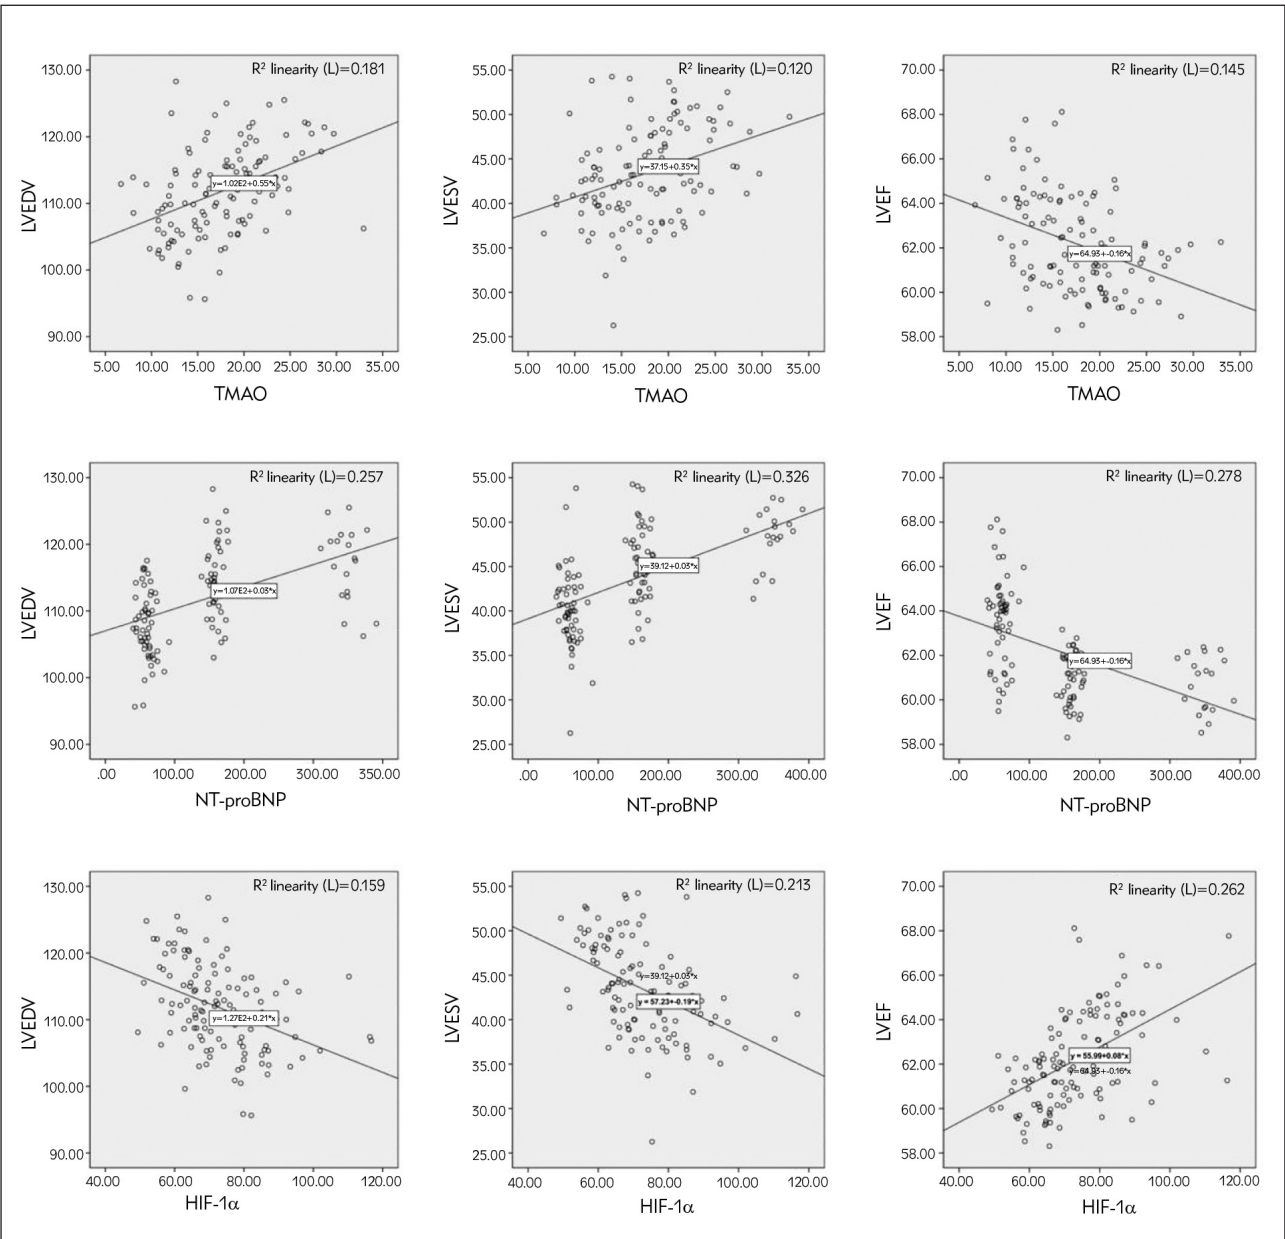 R² linearity (L)=0.181
130.00
120.00
110.00
100.00
90.00
LVEDV
y=1.02E2+0.55*x
5.00 10.00 15.00 20.00 25.00 30.00 35.00
TMAO
R² linearity (L)=0.120
55.00
50.00
45.00
40.00
35.00
30.00
25.00
LVESV
y=37.15+0.35*x
5.00 10.00 15.00 20.00 25.00 30.00 35.00
TMAO
R² linearity (L)=0.145
70.00
68.00
66.00
64.00
62.00
60.00
58.00
LVEF
y=64.93+-0.16*x
5.00 10.00 15.00 20.00 25.00 30.00 35.00
TMAO
R² linearity (L)=0.257
130.00
120.00
110.00
100.00
90.00
LVEDV
y=1.07E2+0.03*x
.00 100.00 200.00 300.00 350.00
NT-proBNP
R² linearity (L)=0.326
55.00
50.00
45.00
40.00
35.00
30.00
25.00
LVESV
y=39.12+0.03*x
.00 100.00 200.00 300.00 400.00
NT-proBNP
R² linearity (L)=0.278
70.00
68.00
66.00
64.00
62.00
60.00
58.00
LVEF
y=64.93+-0.16*x
.00 100.00 200.00 300.00 400.00
NT-proBNP
R² linearity (L)=0.159
130.00
120.00
110.00
100.00
90.00
LVEDV
y=1.27E2+0.21*x
40.00 60.00 80.00 100.00 120.00
HIF-1α
R² linearity (L)=0.213
55.00
50.00
45.00
40.00
35.00
30.00
25.00
LVESV
y=39.12+0.03*x
y = 57.23+-0.19*x
40.00 60.00 80.00 100.00 120.00
HIF-1α
R² linearity (L)=0.262
70.00
68.00
66.00
64.00
62.00
60.00
58.00
LVEF
y = 55.99+0.08*x
y=64.93+-0.16*x
40.00 60.00 80.00 100.00 120.00
HIF-1α